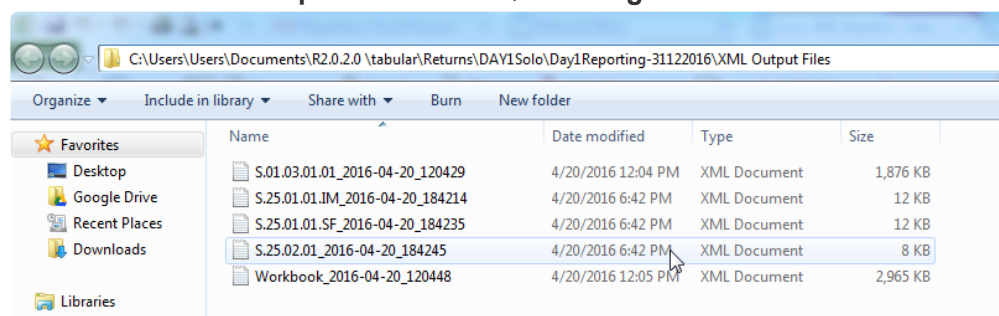 C:\Users\Users\Documents\R2.0.2.0 \tabular\Returns\DAY1Solo\Day1Reporting-31122016\XML Output Files
Organize Include in library Share with Burn New folder
Favorites
Desktop
Google Drive
Recent Places
Downloads
Libraries
Name Date modified Type Size
S.01.03.01.01_2016-04-20_120429 4/20/2016 12:04 PM XML Document 1,876 KB
S.25.01.01.IM_2016-04-20_184214 4/20/2016 6:42 PM XML Document 12 KB
S.25.01.01.SF_2016-04-20_184235 4/20/2016 6:42 PM XML Document 12 KB
S.25.02.01_2016-04-20_184245 4/20/2016 6:42 PM XML Document 8 KB
Workbook_2016-04-20_120448 4/20/2016 12:05 PM XML Document 2,965 KB